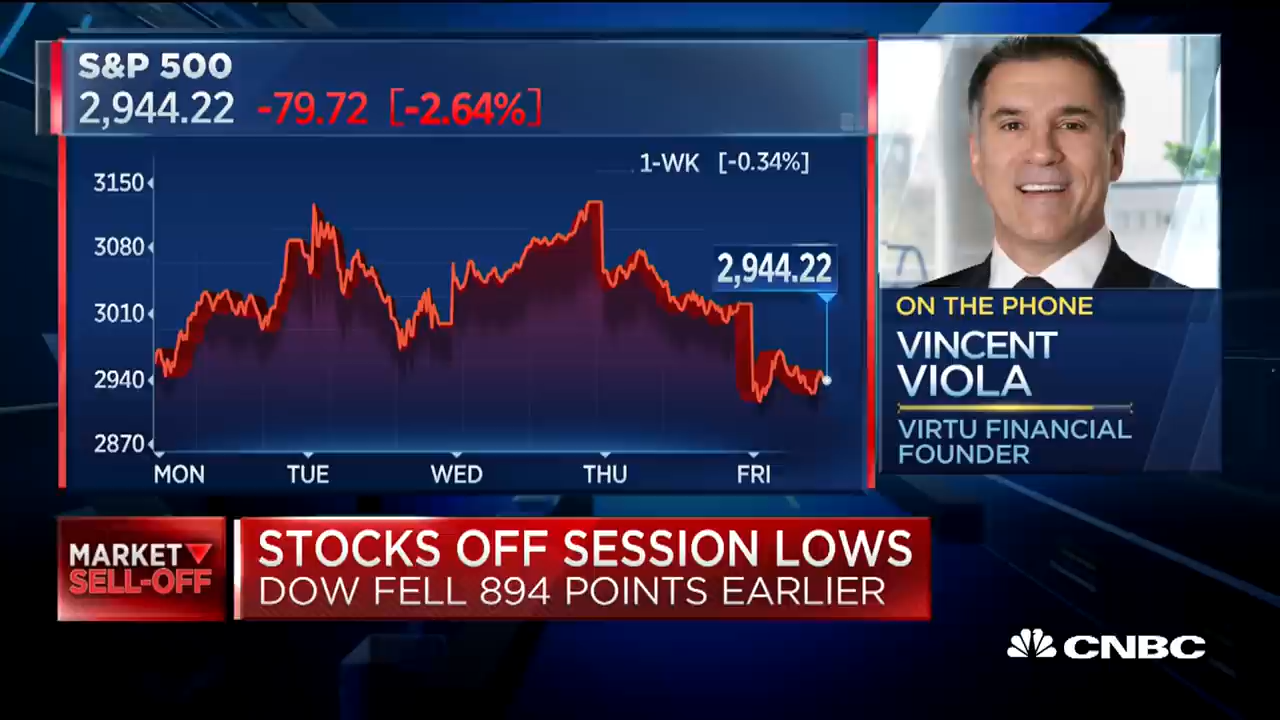 S&P 500
2,944.22 -79.72 [-2.64%]
1-WK [-0.34%]
3150
3080
3010
2940
2870
2,944.22
MON TUE WED THU FRI
ON THE PHONE
VINCENT
VIOLA
VIRTU FINANCIAL
FOUNDER
MARKET
SELL-OFF
STOCKS OFF SESSION LOWS
DOW FELL 894 POINTS EARLIER
CNBC